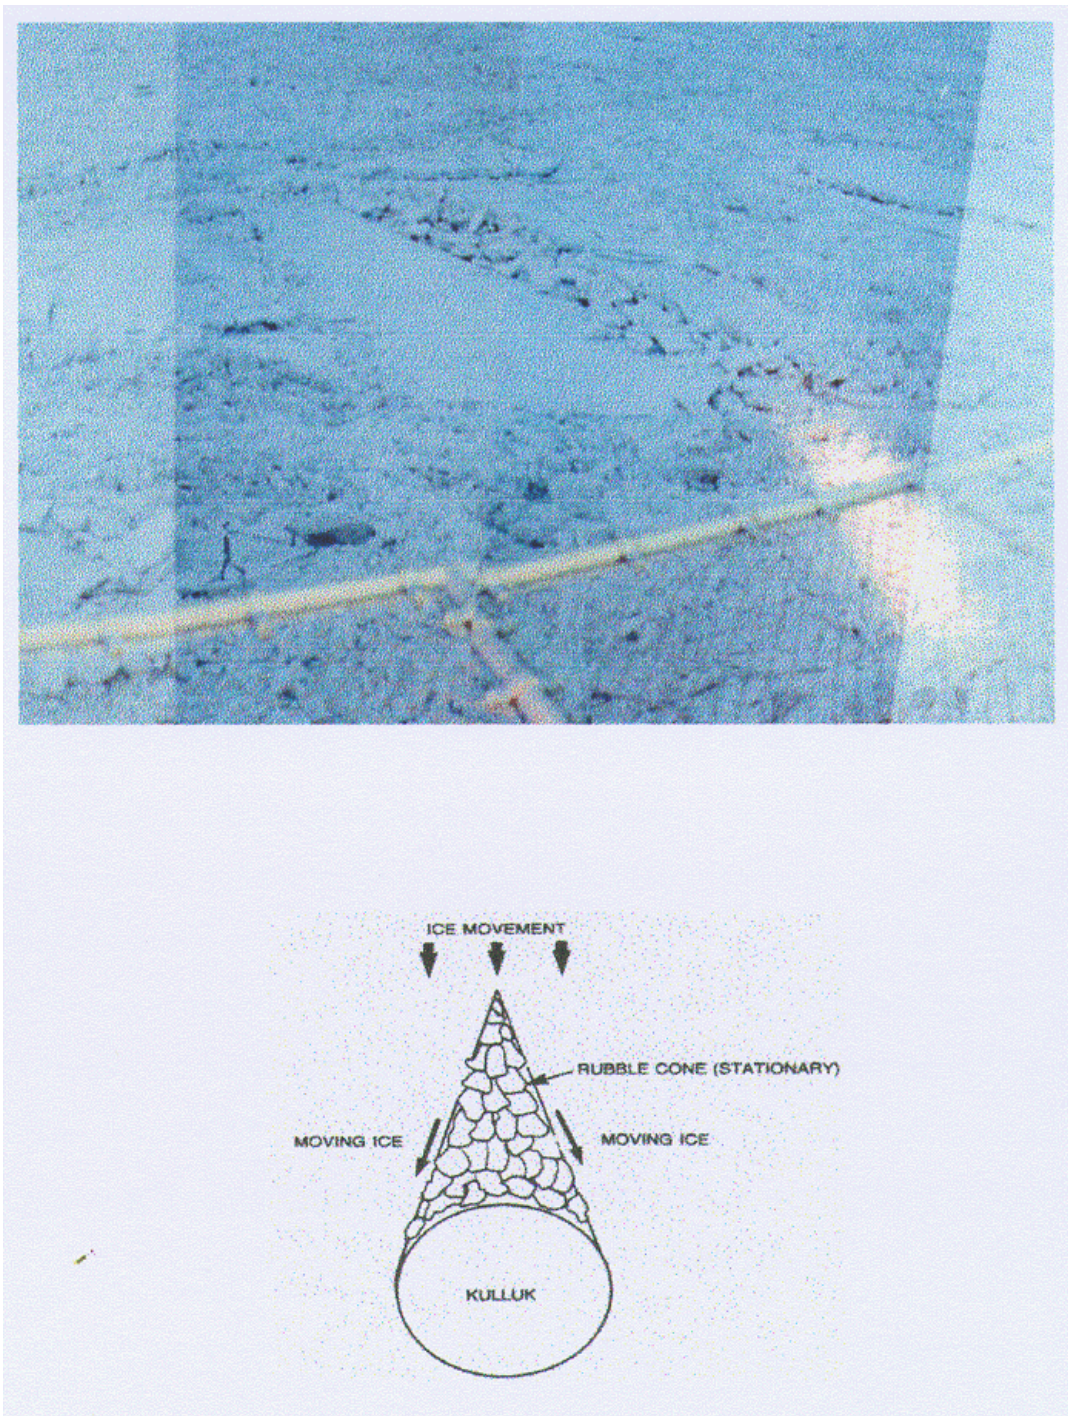 ICE MOVEMENT
RUBBLE CONE (STATIONARY)
MOVING ICE
MOVING ICE
KULLUK